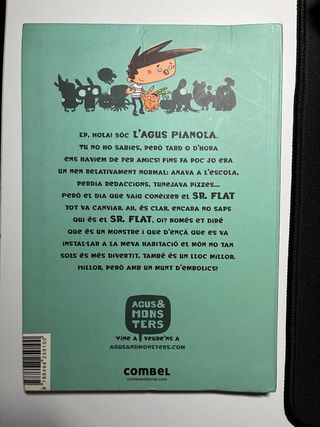 EP, HOLA! SÓC L'AGUS PIANOLA.
TU NO HO SABIES, PERÒ TARD O D'HORA
ENS HAVÍEM DE FER AMICS! FINS FA POC JO ERA
UN NEN RELATIVAMENT NORMAL: ANAVA A L'ESCOLA,
PERDIA REDACCIONS, TUNEJAVA PIZZES...
PERÒ EL DIA QUE VAIG CONÈIXER EL SR. FLAT
TOT VA CANVIAR. AH, ÉS CLAR, ENCARA NO SAPS
QUI ÉS EL SR. FLAT, OI? NOMÉS ET DIRÉ
QUE ÉS UN MONSTRE I QUE D'ENÇÀ QUE ES VA
INSTAL·LAR A LA MEVA HABITACIÓ EL MÓN NO TAN
SOLS ÉS MÉS DIVERTIT, TAMBÉ ÉS UN LLOC MILLOR.
MILLOR, PERÒ AMB UN MUNT D'EMBOLICS!
AGUS
& MONS
TERS
VINE A VEURE'NS A
AGUSANDMONSTERS.COM
COMBEL
combeleditorial.com
9 788498 259100